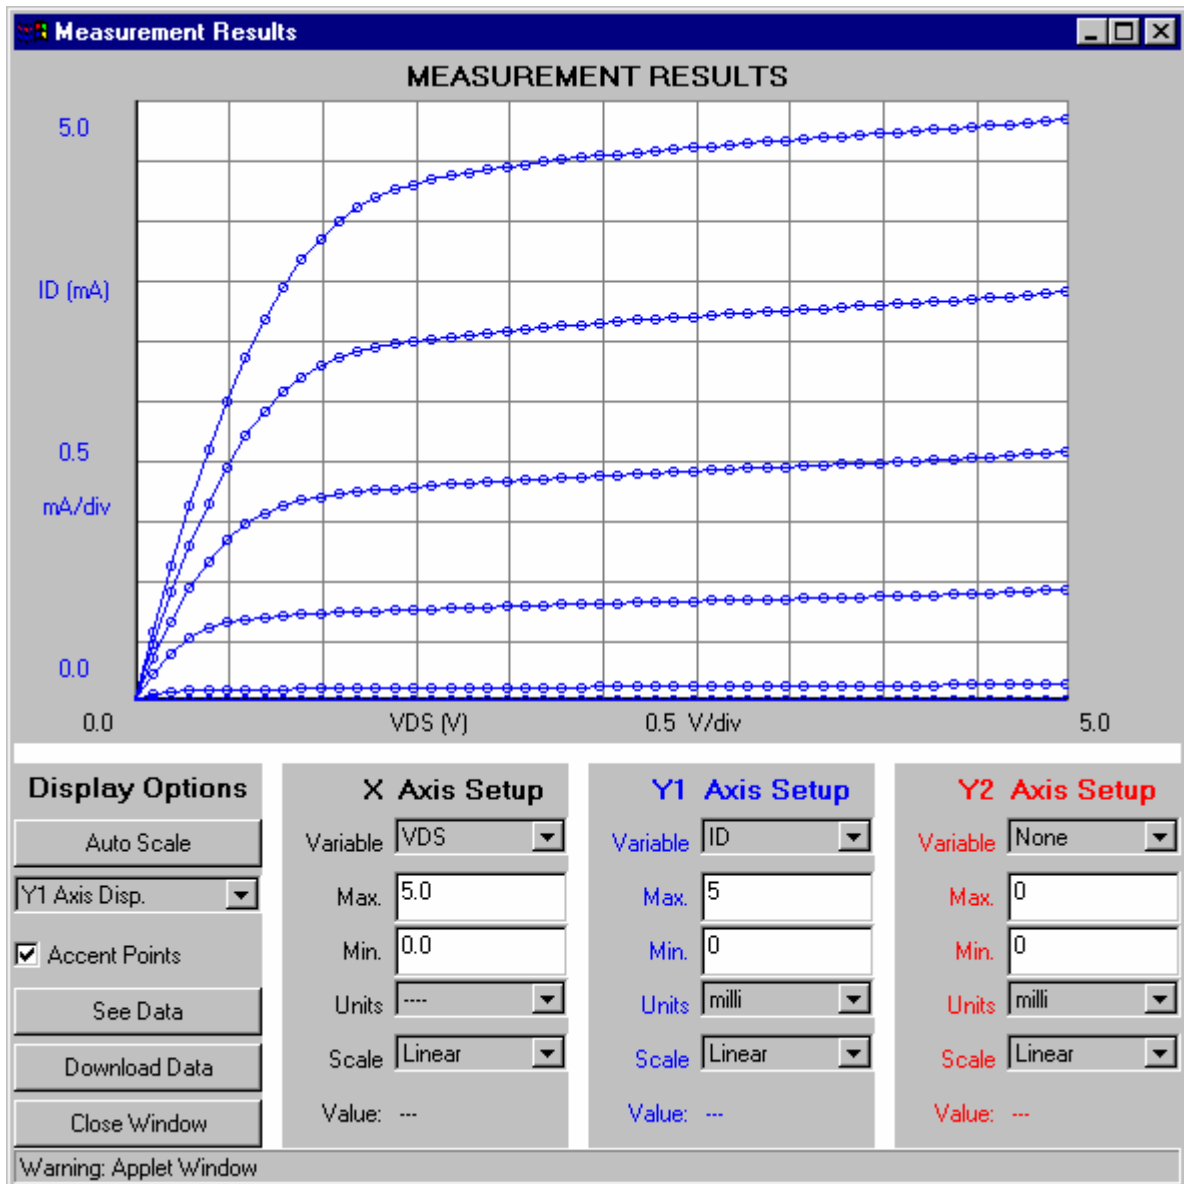 Measurement Results
MEASUREMENT RESULTS
5.0
ID (mA)
0.5
mA/div
0.0
0.0 VDS (V) 0.5 V/div 5.0
Display Options
Auto Scale
Y1 Axis Disp.
Accent Points
See Data
Download Data
Close Window
X Axis Setup
Variable VDS
Max. 5.0
Min. 0.0
Units ----
Scale Linear
Value: ---
Y1 Axis Setup
Variable ID
Max. 5
Min. 0
Units milli
Scale Linear
Value: ---
Y2 Axis Setup
Variable None
Max. 0
Min. 0
Units milli
Scale Linear
Value: ---
Warning: Applet Window